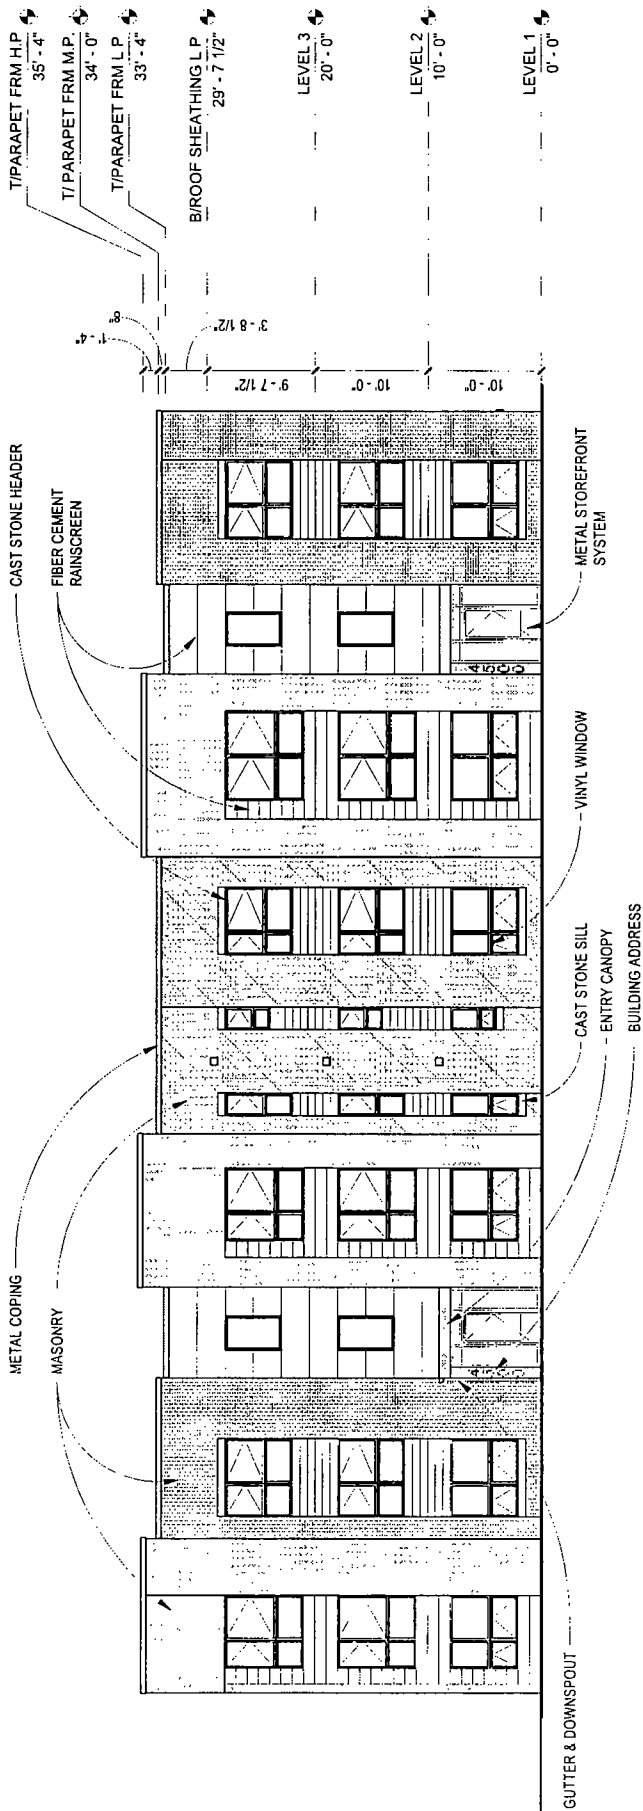 METAL COPING
MASONRY
CAST STONE HEADER
FIBER CEMENT
RAINSCREEN
T/PARAPET FRM H.P
35' - 4"
T/ PARAPET FRM M.P.
34' - 0"
T/PARAPET FRM L P
33' - 4"
B/ROOF SHEATHING L P
29' - 7 1/2"
LEVEL 3
20' - 0"
LEVEL 2
10' - 0"
LEVEL 1
0' - 0"
1' - 4"
8"
3' - 8 1/2"
9' - 7 1/2"
10' - 0"
10' - 0"
4500
GUTTER & DOWNSPOUT
CAST STONE SILL
ENTRY CANOPY
BUILDING ADDRESS
VINYL WINDOW
METAL STOREFRONT
SYSTEM